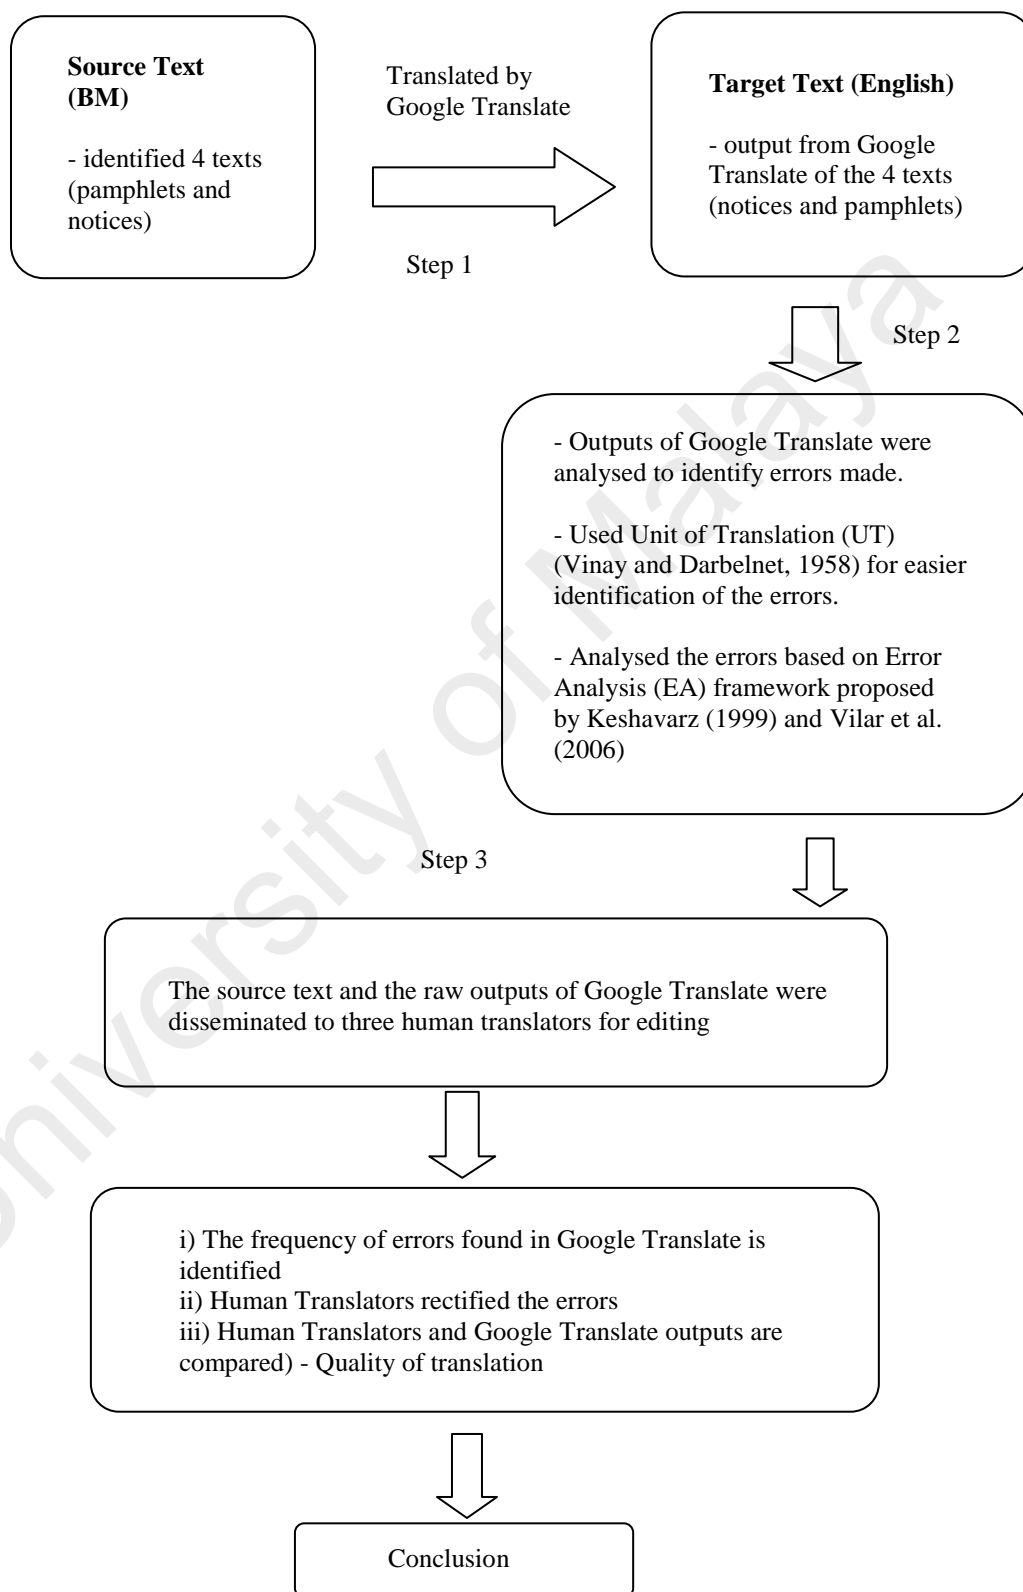 Source Text
(BM)
- identified 4 texts
(pamphlets and
notices)
Translated by
Google Translate
Step 1
Target Text (English)
- output from Google
Translate of the 4 texts
(notices and pamphlets)
Step 2
- Outputs of Google Translate were
analysed to identify errors made.
- Used Unit of Translation (UT)
(Vinay and Darbelnet, 1958) for easier
identification of the errors.
- Analysed the errors based on Error
Analysis (EA) framework proposed
by Keshavarz (1999) and Vilar et al.
(2006)
Step 3
The source text and the raw outputs of Google Translate were
disseminated to three human translators for editing
i) The frequency of errors found in Google Translate is
identified
ii) Human Translators rectified the errors
iii) Human Translators and Google Translate outputs are
compared) - Quality of translation
Conclusion
University of Malaya